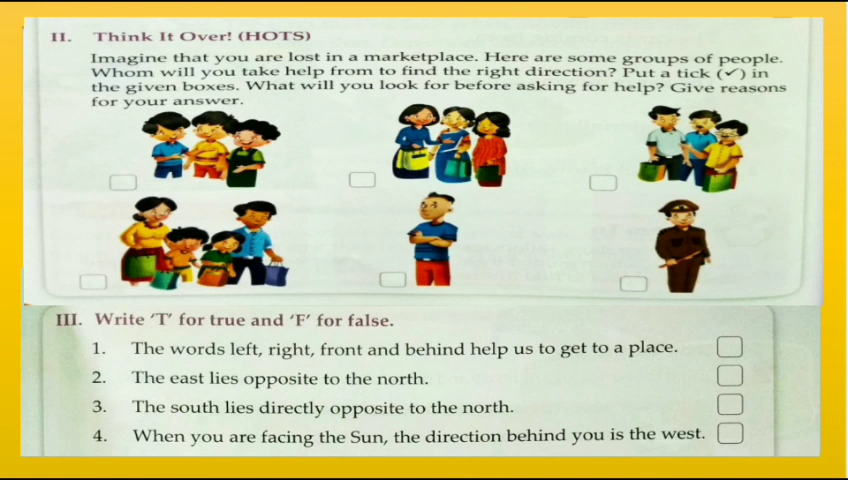 II. Think It Over! (HOTS)
Imagine that you are lost in a marketplace. Here are some groups of people.
Whom will you take help from to find the right direction? Put a tick (✓) in
the given boxes. What will you look for before asking for help? Give reasons
for your answer.
III. Write ‘T’ for true and ‘F’ for false.
1. The words left, right, front and behind help us to get to a place.
2. The east lies opposite to the north.
3. The south lies directly opposite to the north.
4. When you are facing the Sun, the direction behind you is the west.